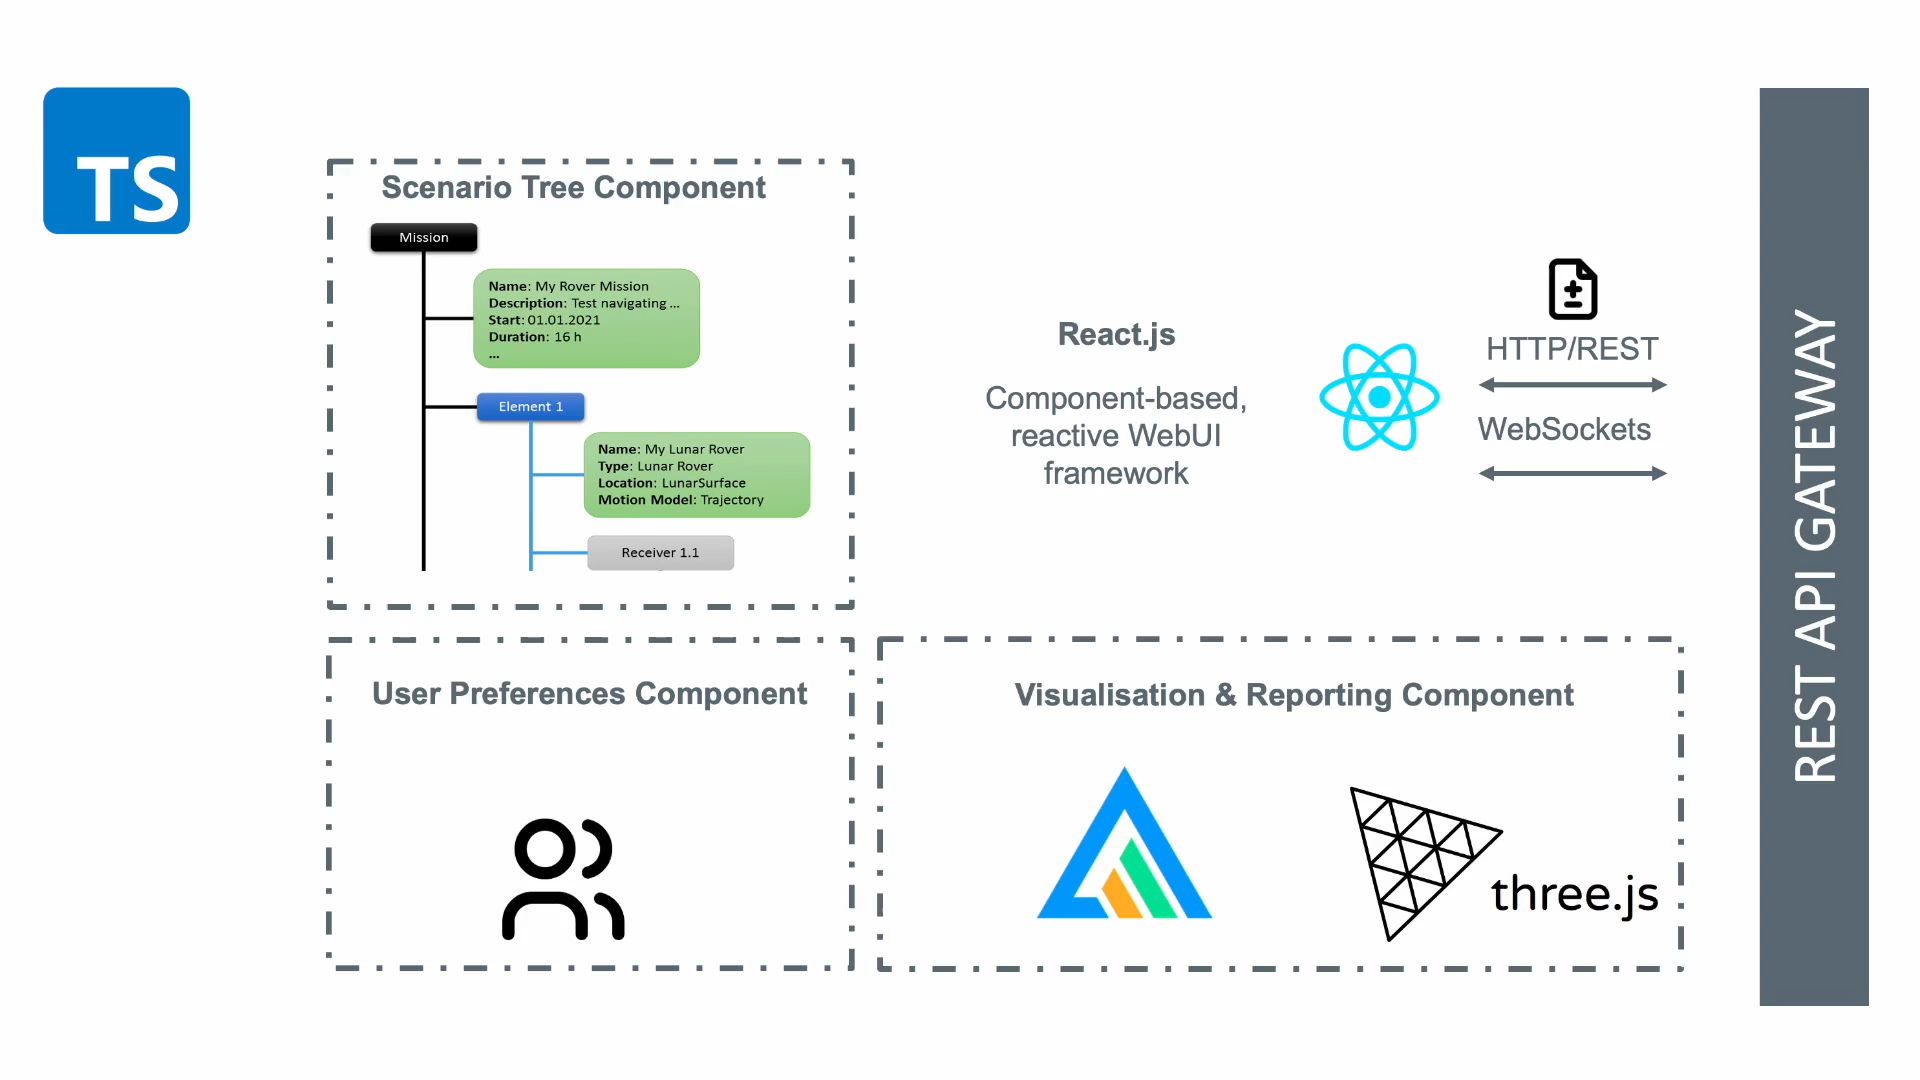 TS
Scenario Tree Component
Mission
Name: My Rover Mission
Description: Test navigating ...
Start: 01.01.2021
Duration: 16 h
...
Element 1
Name: My Lunar Rover
Type: Lunar Rover
Location: LunarSurface
Motion Model: Trajectory
Receiver 1.1
React.js
Component-based,
reactive WebUI
framework
HTTP/REST
WebSockets
REST API GATEWAY
User Preferences Component
Visualisation & Reporting Component
three.js